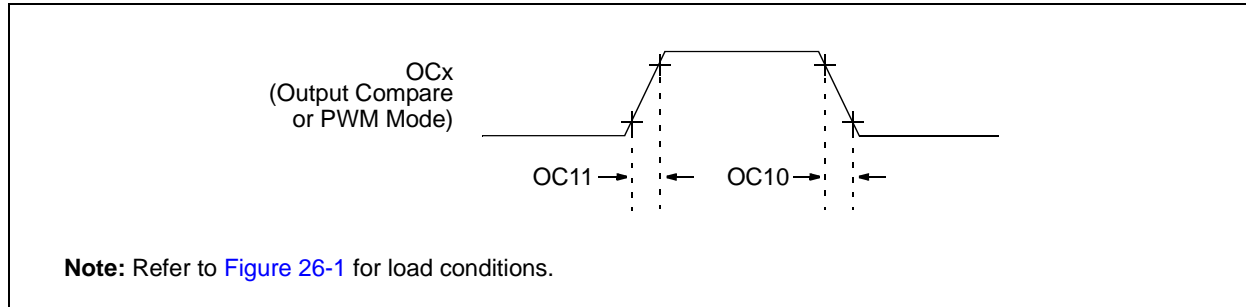 OCx
(Output Compare
or PWM Mode)
OC11
OC10
Note: Refer to Figure 26-1 for load conditions.